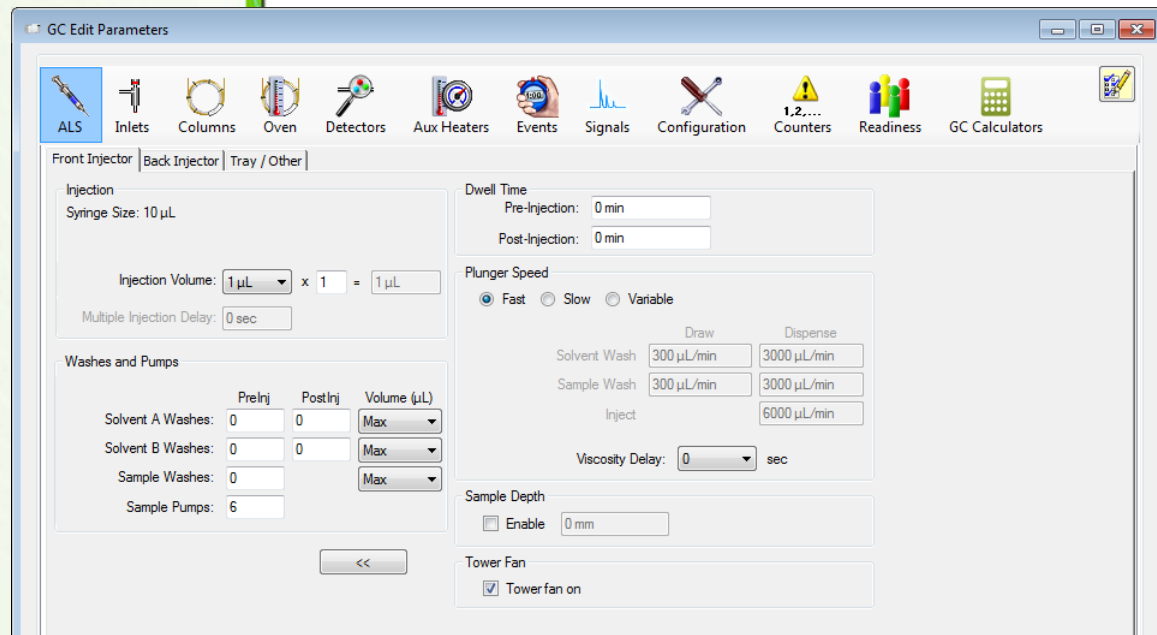 GC Edit Parameters
ALS Inlets Columns Oven Detectors Aux Heaters Events Signals Configuration Counters Readiness GC Calculators
1:00
1,2,...
Front Injector Back Injector Tray / Other
Injection
Syringe Size: 10 µL
Injection Volume: 1 µL x 1 = 1 µL
Multiple Injection Delay: 0 sec
Washes and Pumps
PreInj PostInj Volume (µL)
Solvent A Washes: 0 0 Max
Solvent B Washes: 0 0 Max
Sample Washes: 0 Max
Sample Pumps: 6
<<
Dwell Time
Pre-Injection: 0 min
Post-Injection: 0 min
Plunger Speed
Fast Slow Variable
Draw Dispense
Solvent Wash 300 µL/min 3000 µL/min
Sample Wash 300 µL/min 3000 µL/min
Inject 6000 µL/min
Viscosity Delay: 0 sec
Sample Depth
Enable 0 mm
Tower Fan
Tower fan on